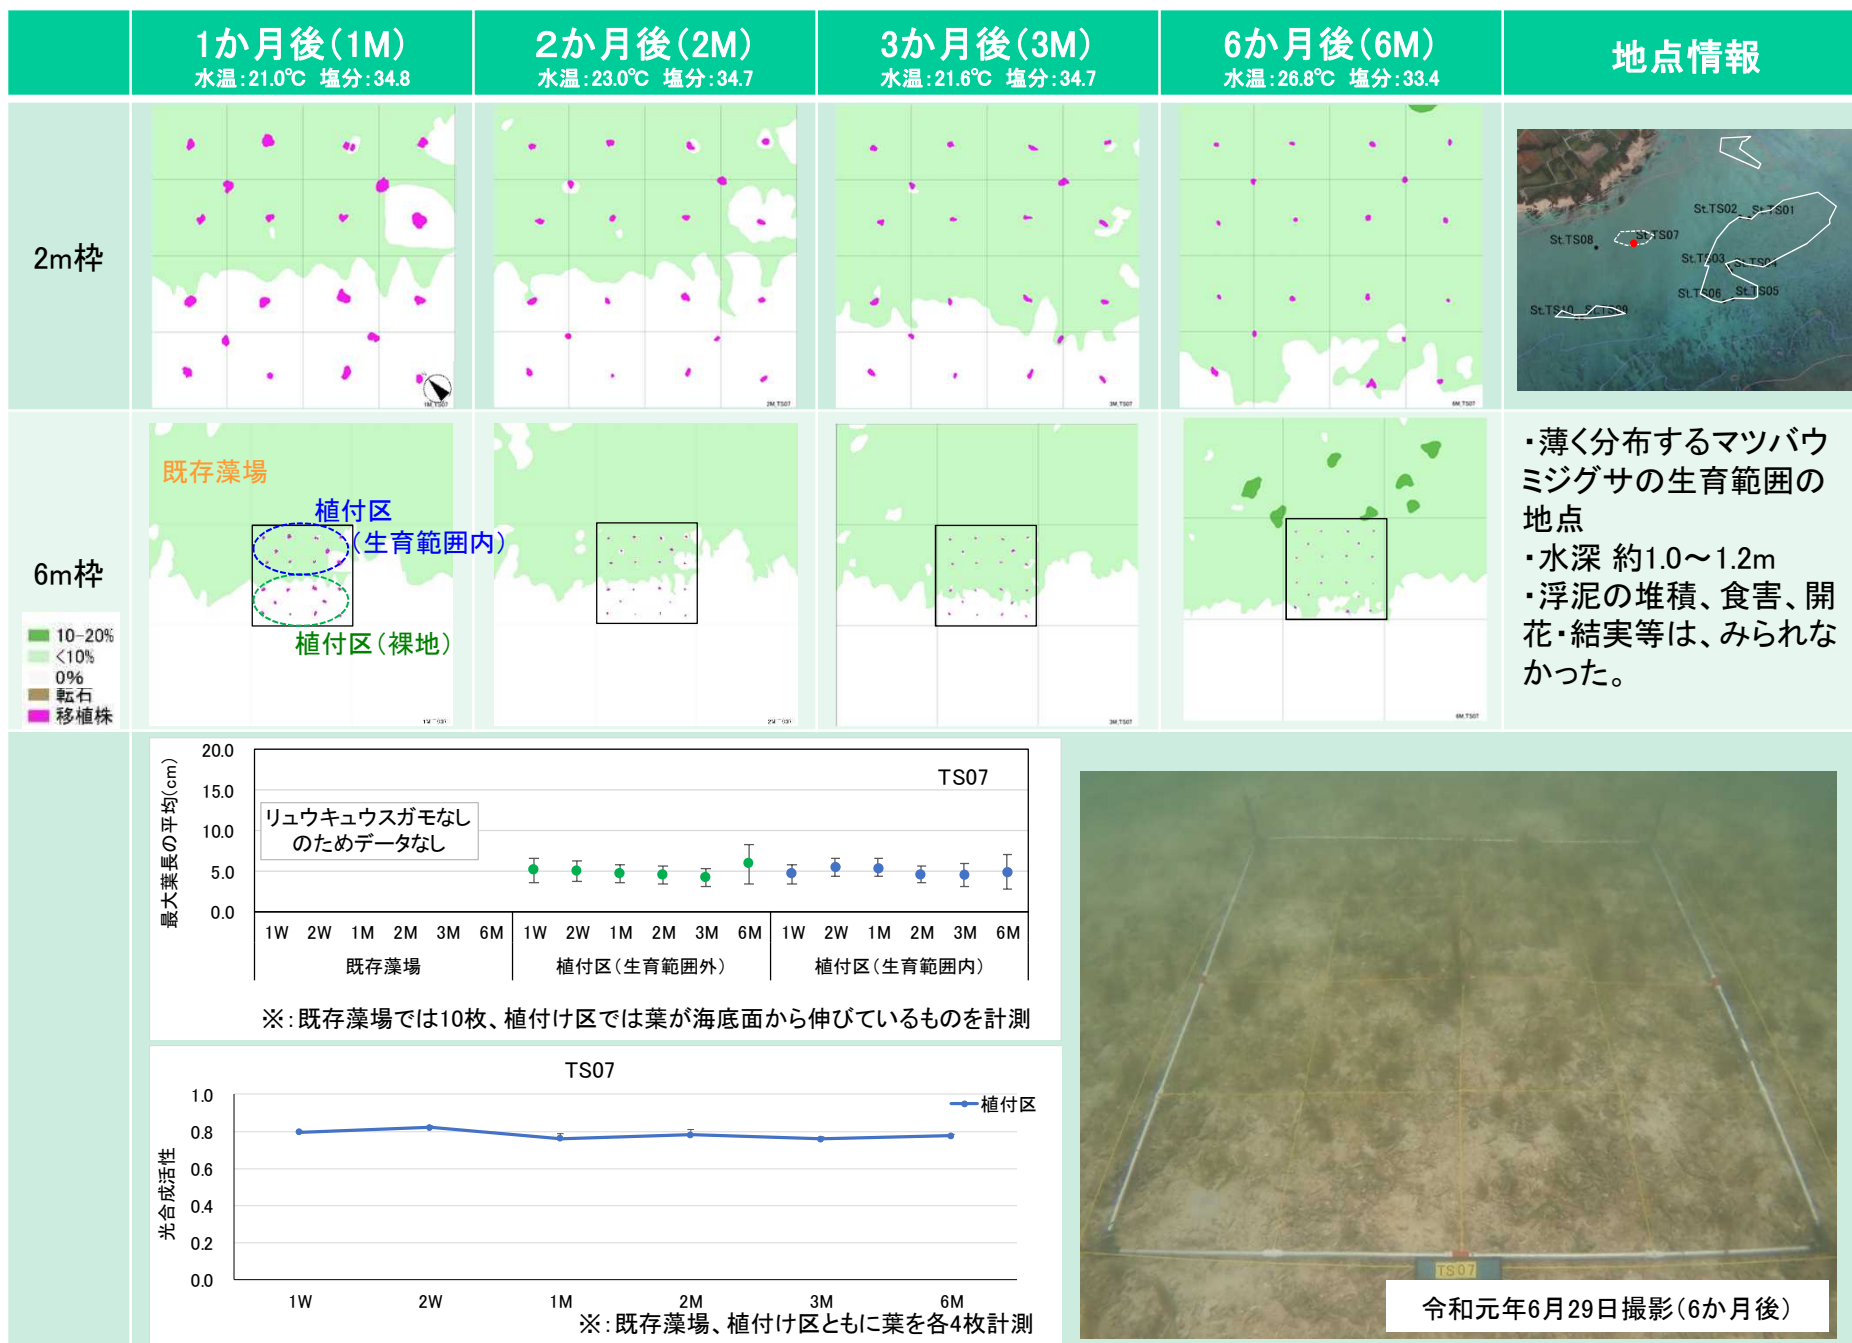 1か月後(1M)
水温:21.0℃ 塩分:34.8
2か月後(2M)
水温:23.0℃ 塩分:34.7
3か月後(3M)
水温:21.6℃ 塩分:34.7
6か月後(6M)
水温:26.8℃ 塩分:33.4
地点情報
2m枠
1M_TS07
2M_TS07
3M_TS07
6M_TS07
St.TS02
St.TS01
St.TS08
St.TS07
St.TS03
St.TS04
St.TS06
St.TS05
St.TS10
St.TS09
6m枠
10-20%
<10%
0%
転石
移植株
既存藻場
植付区
(生育範囲内)
植付区(裸地)
3M_TS07
6M_TS07
・薄く分布するマツバウ
ミジグサの生育範囲の
地点
・水深 約1.0～1.2m
・浮泥の堆積、食害、開
花・結実等は、みられな
かった。
最大葉長の平均(cm)
20.0
15.0
10.0
5.0
0.0
TS07
リュウキュウスガモなし
のためデータなし
1W 2W 1M 2M 3M 6M 1W 2W 1M 2M 3M 6M 1W 2W 1M 2M 3M 6M
既存藻場 植付区(生育範囲外) 植付区(生育範囲内)
※:既存藻場では10枚、植付け区では葉が海底面から伸びているものを計測
TS07
光合成活性
1.0
0.8
0.6
0.4
0.2
0.0
植付区
1W 2W 1M 2M 3M 6M
※:既存藻場、植付け区ともに葉を各4枚計測
TS07
令和元年6月29日撮影(6か月後)